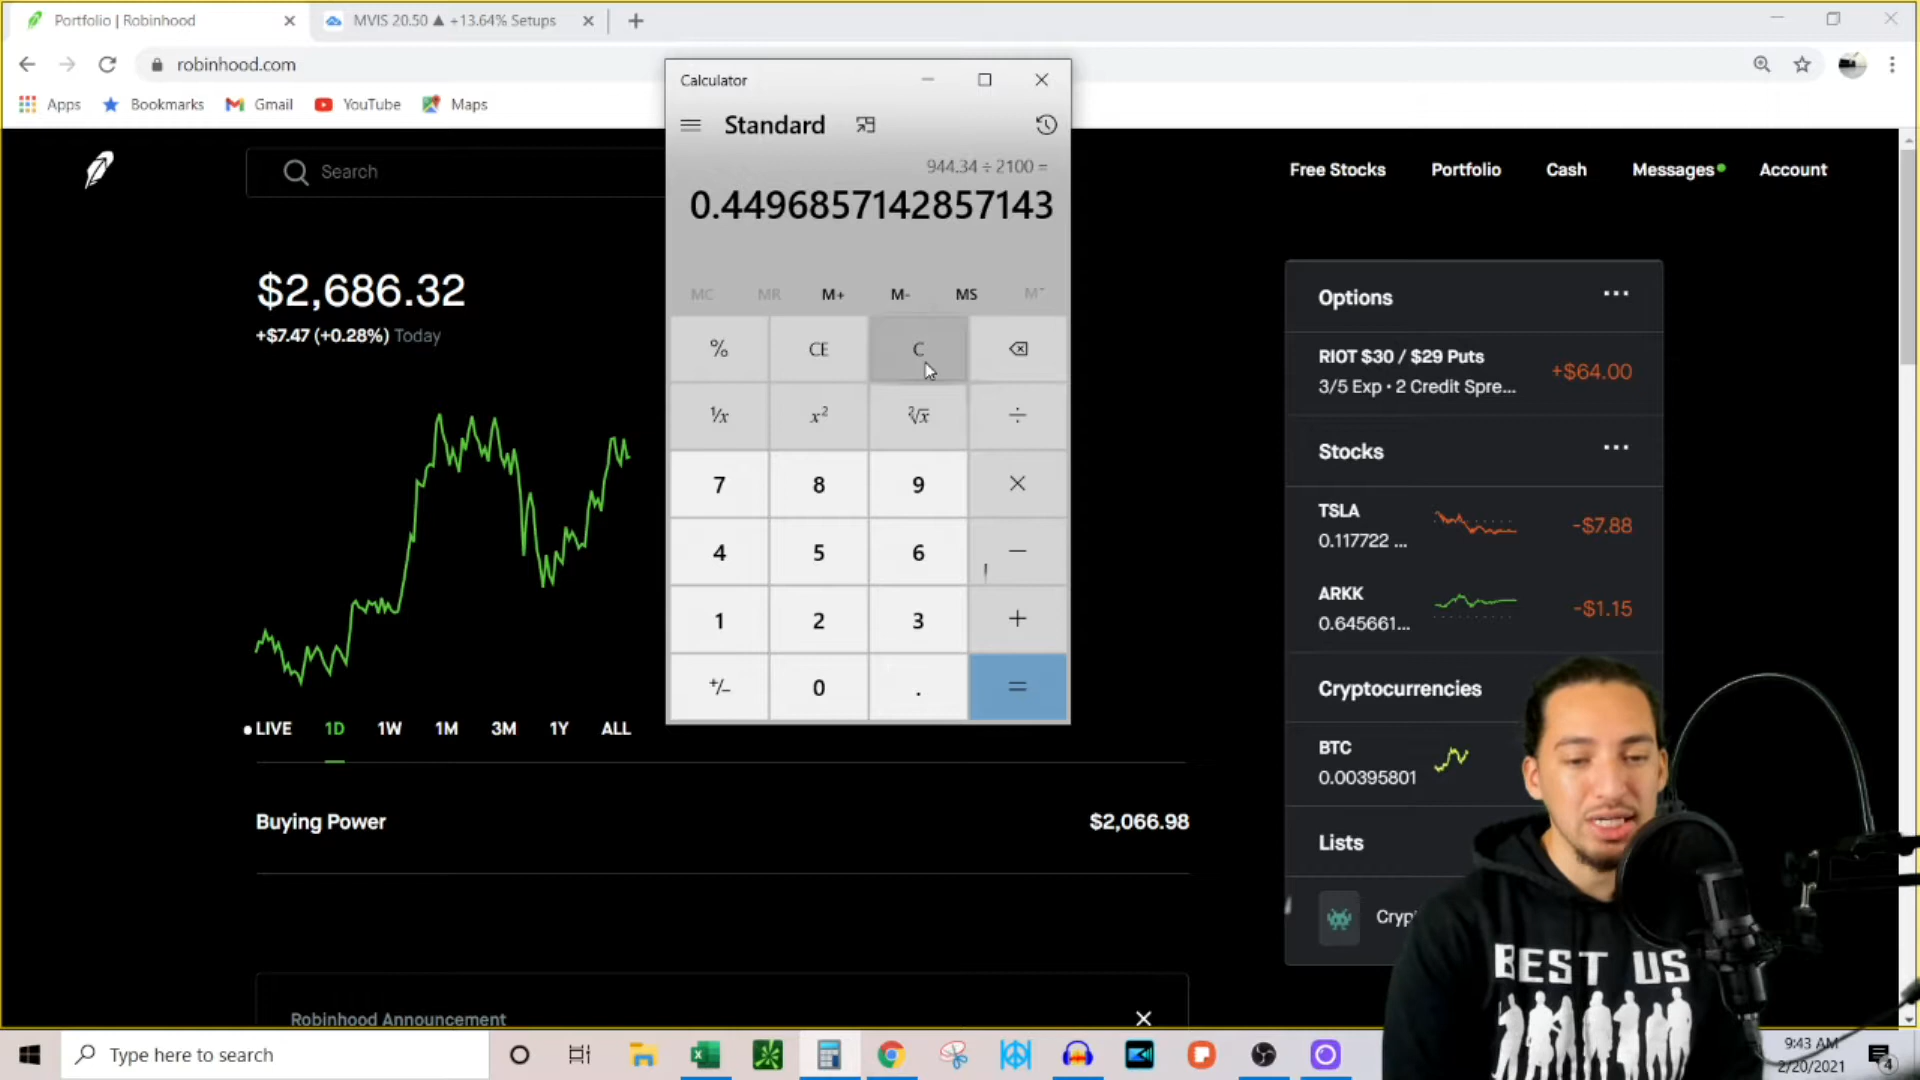 Portfolio | Robinhood
MVIS 20.50 ▲ +13.64% Setups
robinhood.com
Apps
Bookmarks
Gmail
YouTube
Maps
Calculator
Standard
944.34 ÷ 2100 =
0.4496857142857143
MC MR M+ M- MS M˅
% CE C
¹/x x² ²√x ÷
7 8 9 ×
4 5 6 −
1 2 3 +
+/− 0 . =
Search
Free Stocks
Portfolio
Cash
Messages
Account
$2,686.32
+$7.47 (+0.28%) Today
LIVE 1D 1W 1M 3M 1Y ALL
Buying Power $2,066.98
Robinhood Announcement
Options ...
RIOT $30 / $29 Puts
+$64.00
3/5 Exp • 2 Credit Spre...
Stocks ...
TSLA
-$7.88
0.117722 ...
ARKK
-$1.15
0.645661...
Cryptocurrencies
BTC
0.00395801
Lists
BEST US
Type here to search
9:43 AM
2/20/2021
4